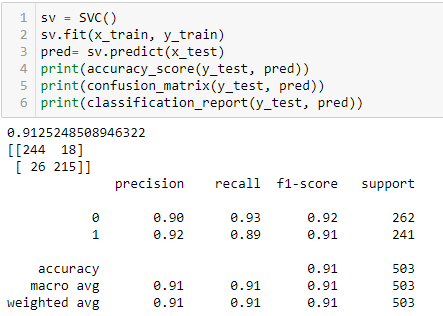 1 sv = SVC()
2 sv.fit(x_train, y_train)
3 pred= sv.predict(x_test)
4 print(accuracy_score(y_test, pred))
5 print(confusion_matrix(y_test, pred))
6 print(classification_report(y_test, pred))
0.9125248508946322
[[244  18]
 [ 26 215]]
              precision    recall  f1-score   support

           0       0.90      0.93      0.92       262
           1       0.92      0.89      0.91       241

    accuracy                           0.91       503
   macro avg       0.91      0.91      0.91       503
weighted avg       0.91      0.91      0.91       503